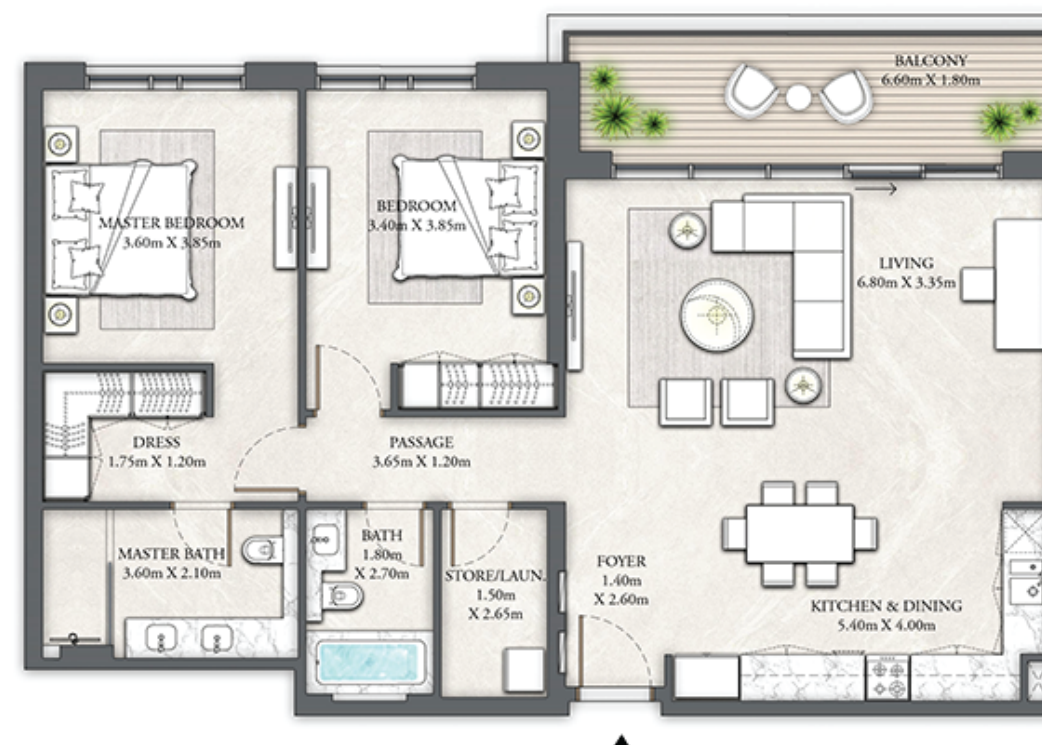 BALCONY
6.60m X 1.80m
MASTER BEDROOM
3.60m X 3.85m
BEDROOM
3.40m X 3.85m
LIVING
6.80m X 3.35m
DRESS
1.75m X 1.20m
PASSAGE
3.65m X 1.20m
MASTER BATH
3.60m X 2.10m
BATH
1.80m
X 2.70m
STORE/LAUN.
1.50m
X 2.65m
FOYER
1.40m
X 2.60m
KITCHEN & DINING
5.40m X 4.00m